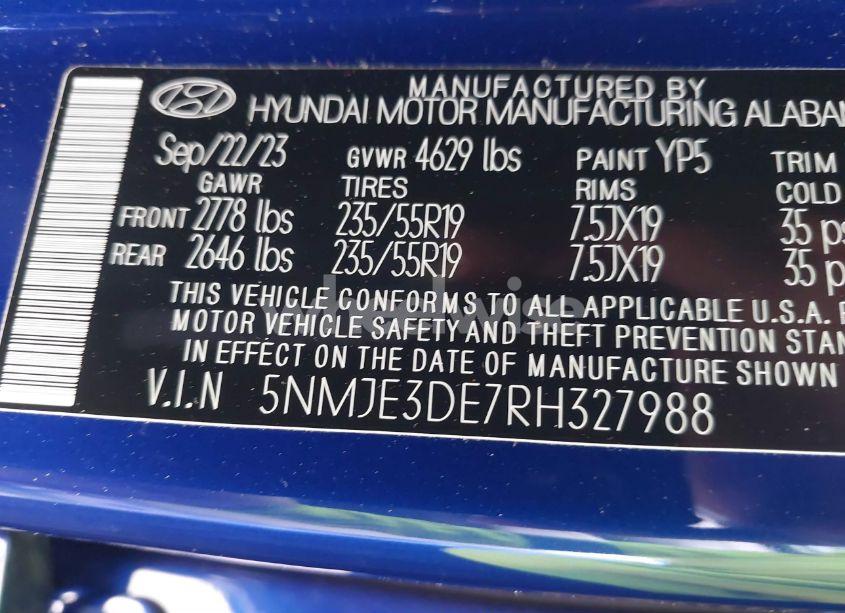 MANUFACTURED BY
HYUNDAI MOTOR MANUFACTURING
Sep/22/23 GVWR 4629 lbs PAINT YP5 TRIM
GAWR TIRES RIMS COLD
FRONT 2778 lbs 235/55R19 7.5JX19 35
REAR 2646 lbs 235/55R19 7.5JX19 35
THIS VEHICLE CONFORMS TO ALL APPLICABLE U.S.A.
MOTOR VEHICLE SAFETY AND THEFT PREVENTION
IN EFFECT ON THE DATE OF MANUFACTURE SHOWN
V.I.N 5NMJE3DE7RH327988